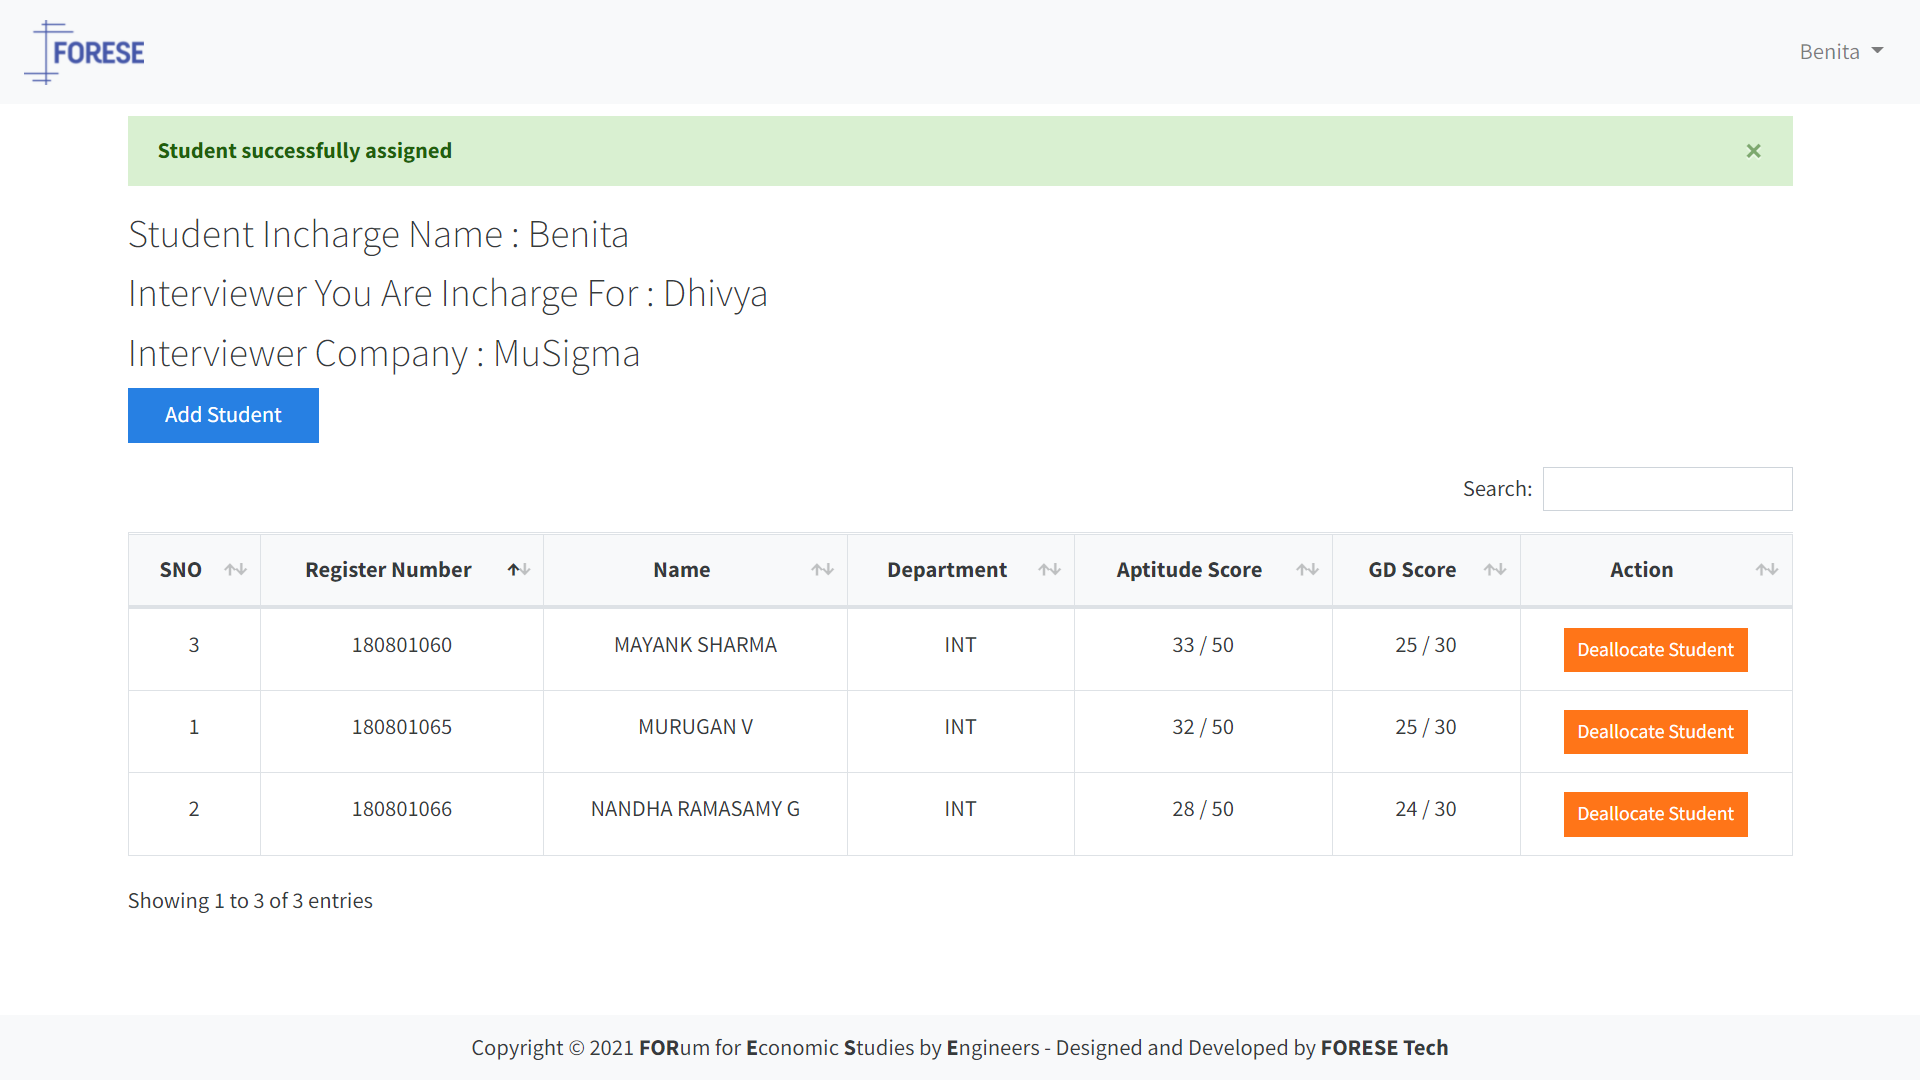 FORESE
Benita
Student successfully assigned
×
Student Incharge Name : Benita
Interviewer You Are Incharge For : Dhivya
Interviewer Company : MuSigma
Add Student
Search:
SNO Register Number Name Department Aptitude Score GD Score Action
3 180801060 MAYANK SHARMA INT 33 / 50 25 / 30 Deallocate Student
1 180801065 MURUGAN V INT 32 / 50 25 / 30 Deallocate Student
2 180801066 NANDHA RAMASAMY G INT 28 / 50 24 / 30 Deallocate Student
Showing 1 to 3 of 3 entries
Copyright © 2021 FORum for Economic Studies by Engineers - Designed and Developed by FORESE Tech